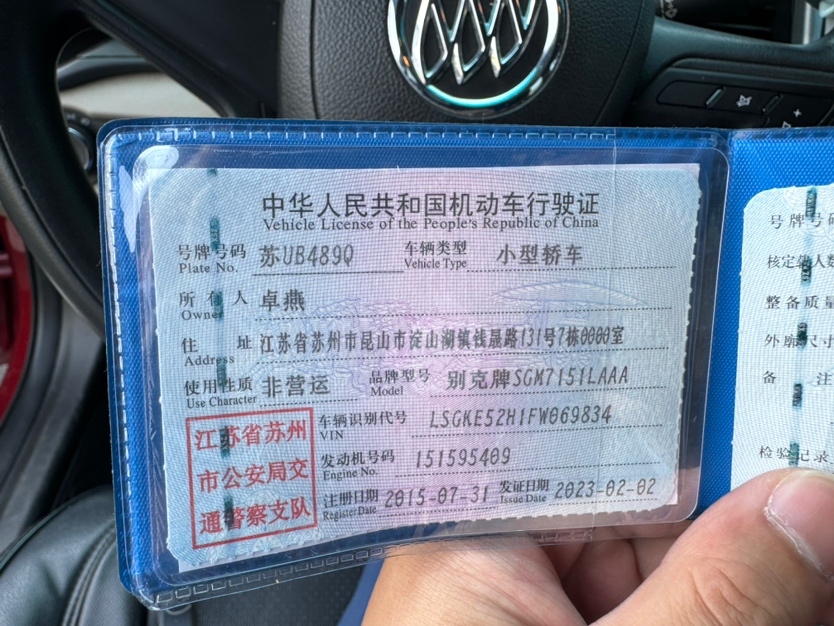 中华人民共和国机动车行驶证
Vehicle License of the People's Republic of China
号牌号码 苏UB489Q 车辆类型 小型轿车
Plate No. Vehicle Type
所有人 卓燕
Owner
住址 江苏省苏州市昆山市淀山湖镇钱晟路131号7栋0000室
Address
使用性质 非营运 品牌型号 别克牌SGM7151LAAA
Use Character Model
江苏省苏州
市公安局交
通警察支队
车辆识别代号 LSGKE52H1FW069834
VIN
发动机号码 151595409
Engine No.
注册日期 2015-07-31 发证日期 2023-02-02
Register Date Issue Date
号牌号码
核定载人数
整备质量
外廓尺寸
备注
检验记录